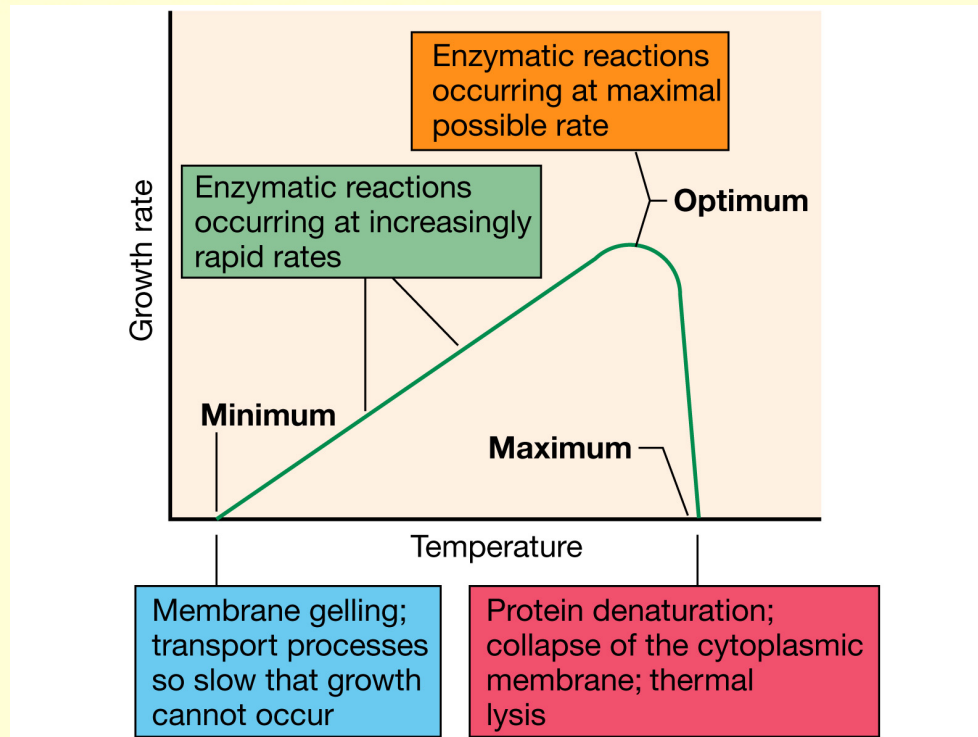 Enzymatic reactions
occurring at maximal
possible rate
Enzymatic reactions
occurring at increasingly
rapid rates
Optimum
Growth rate
Minimum
Maximum
Temperature
Membrane gelling;
transport processes
so slow that growth
cannot occur
Protein denaturation;
collapse of the cytoplasmic
membrane; thermal
lysis